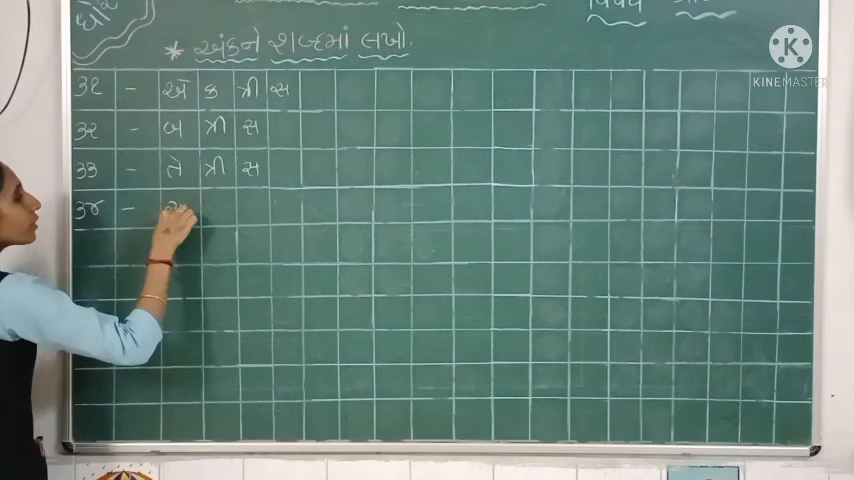 ધોર
* અંકને શબ્દમાં લખો.
૩૧ - એ ક ત્રી સ
૩૨ - બ ત્રી સ
૩૩ - તે ત્રી સ
૩૪ -
KINEMASTER